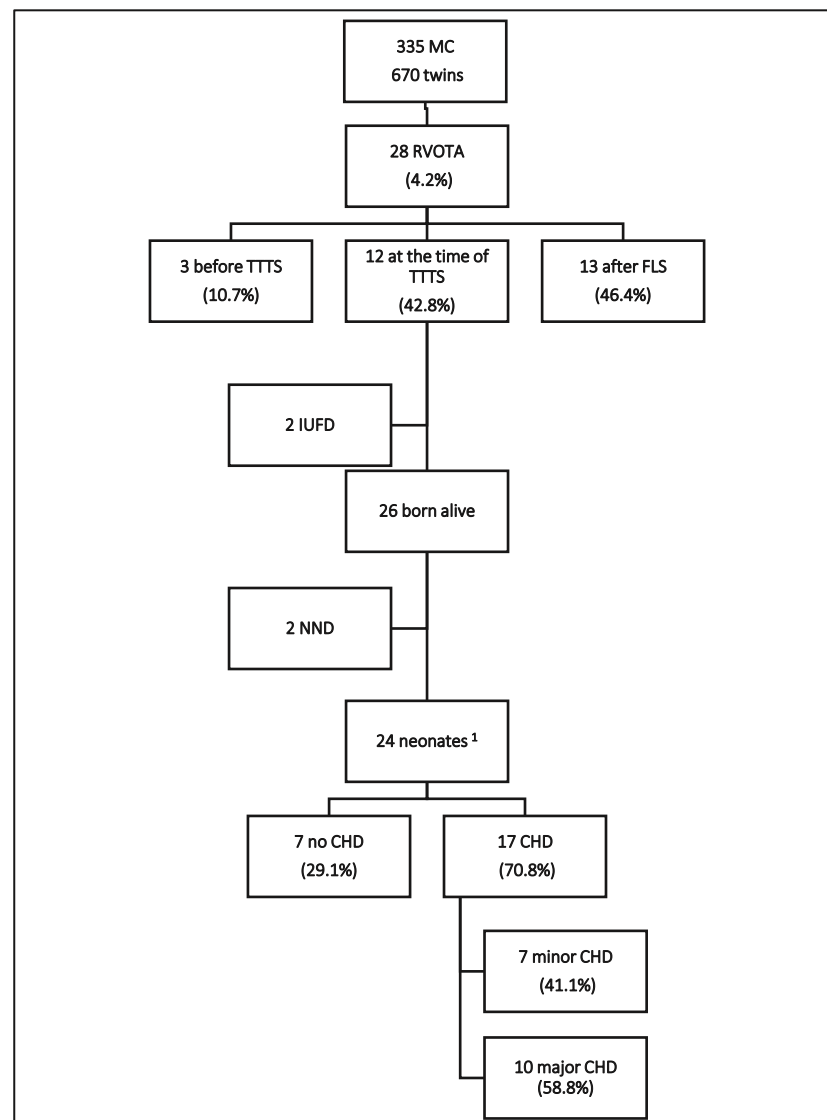 335 MC
670 twins
28 RVOTA
(4.2%)
3 before TTTS
(10.7%)
12 at the time of
TTTS
(42.8%)
13 after FLS
(46.4%)
2 IUFD
26 born alive
2 NND
24 neonates ¹
7 no CHD
(29.1%)
17 CHD
(70.8%)
7 minor CHD
(41.1%)
10 major CHD
(58.8%)